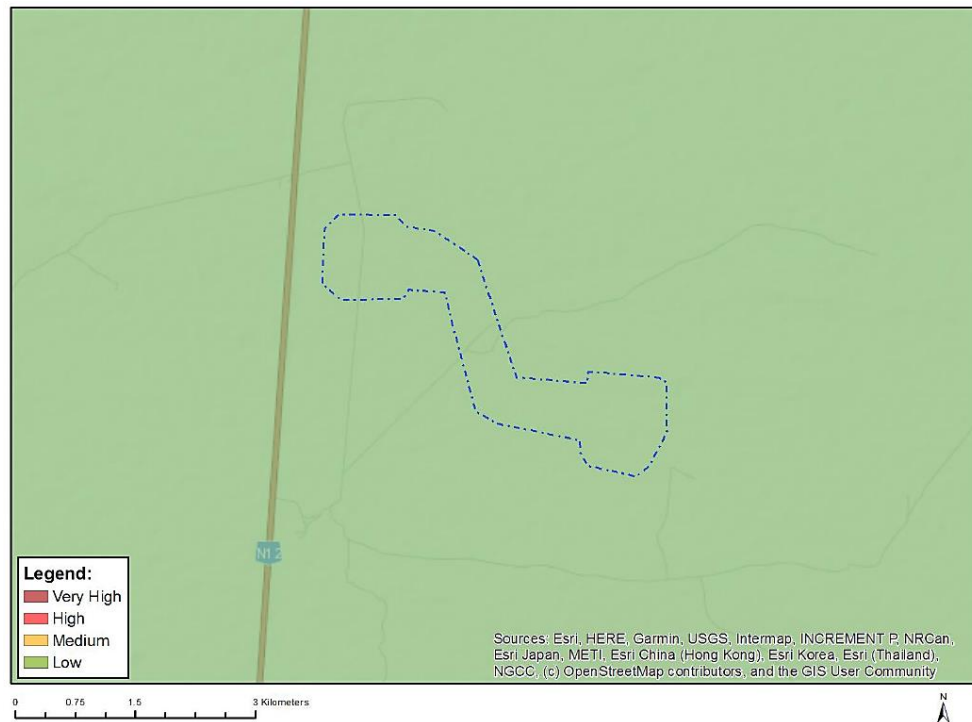 N1 2
Legend:
Very High
High
Medium
Low
Sources: Esri, HERE, Garmin, USGS, Intermap, INCREMENT P, NRCan,
Esri Japan, METI, Esri China (Hong Kong), Esri Korea, Esri (Thailand),
NGCC, (c) OpenStreetMap contributors, and the GIS User Community
0 0.75 1.5 3 Kilometers
N